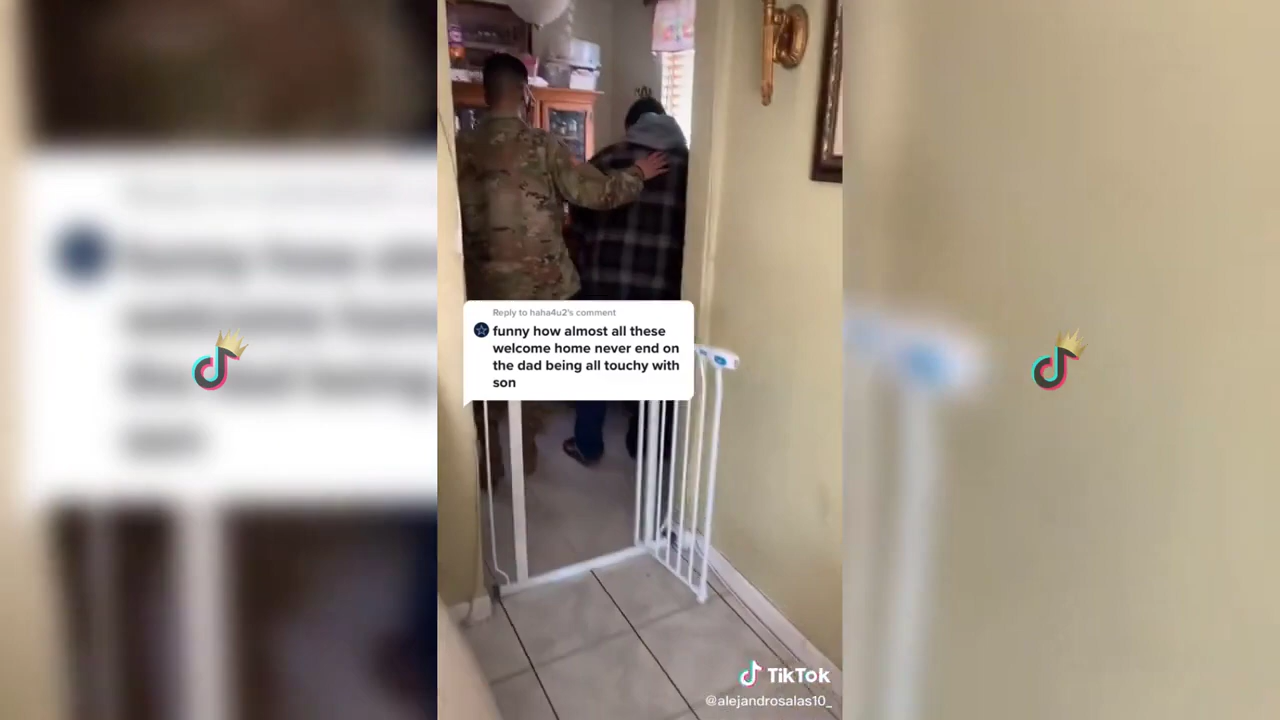 Reply to haha4u2's comment
funny how almost all these
welcome home never end on
the dad being all touchy with
son
TikTok
@alejandrosalas10_